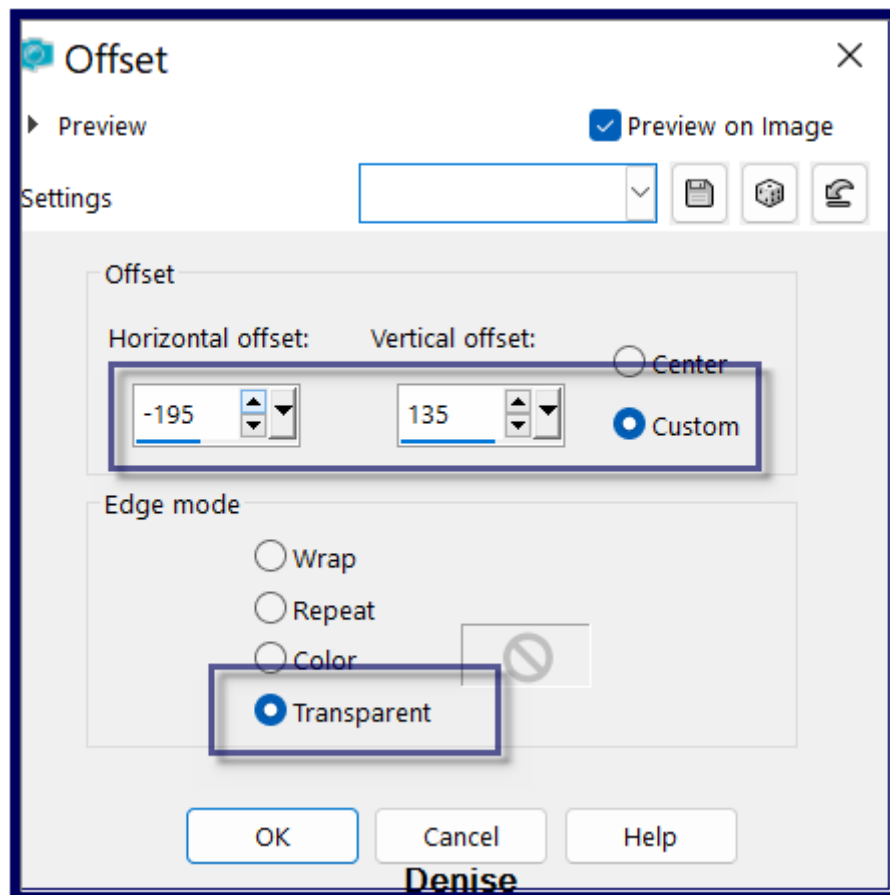 Offset
Preview
Preview on Image
Settings
Offset
Horizontal offset:
Vertical offset:
Center
-195
135
Custom
Edge mode
Wrap
Repeat
Color
Transparent
OK
Cancel
Help
Denise